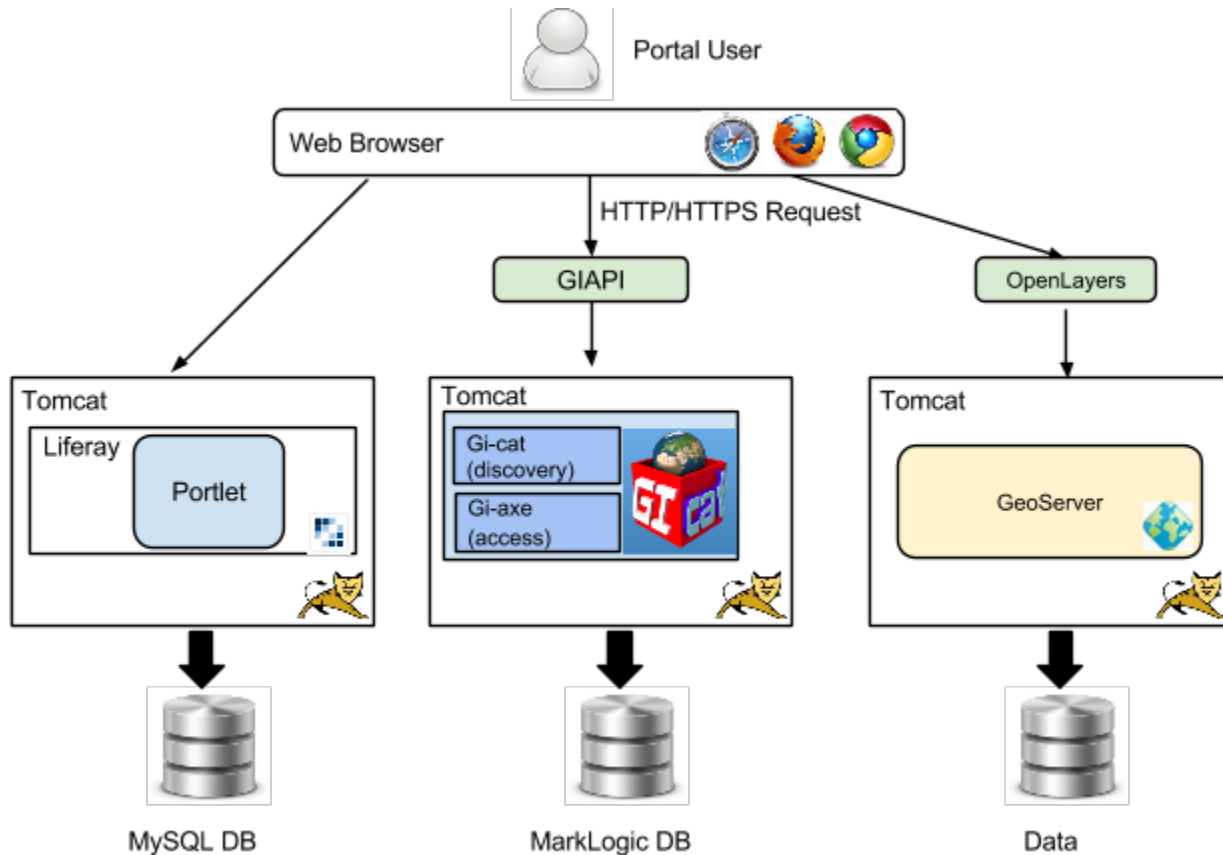 Portal User
Web Browser
HTTP/HTTPS Request
GIAPI
OpenLayers
Tomcat
Liferay
Portlet
Tomcat
Gi-cat
(discovery)
Gi-axe
(access)
GI cat
Tomcat
GeoServer
MySQL DB
MarkLogic DB
Data